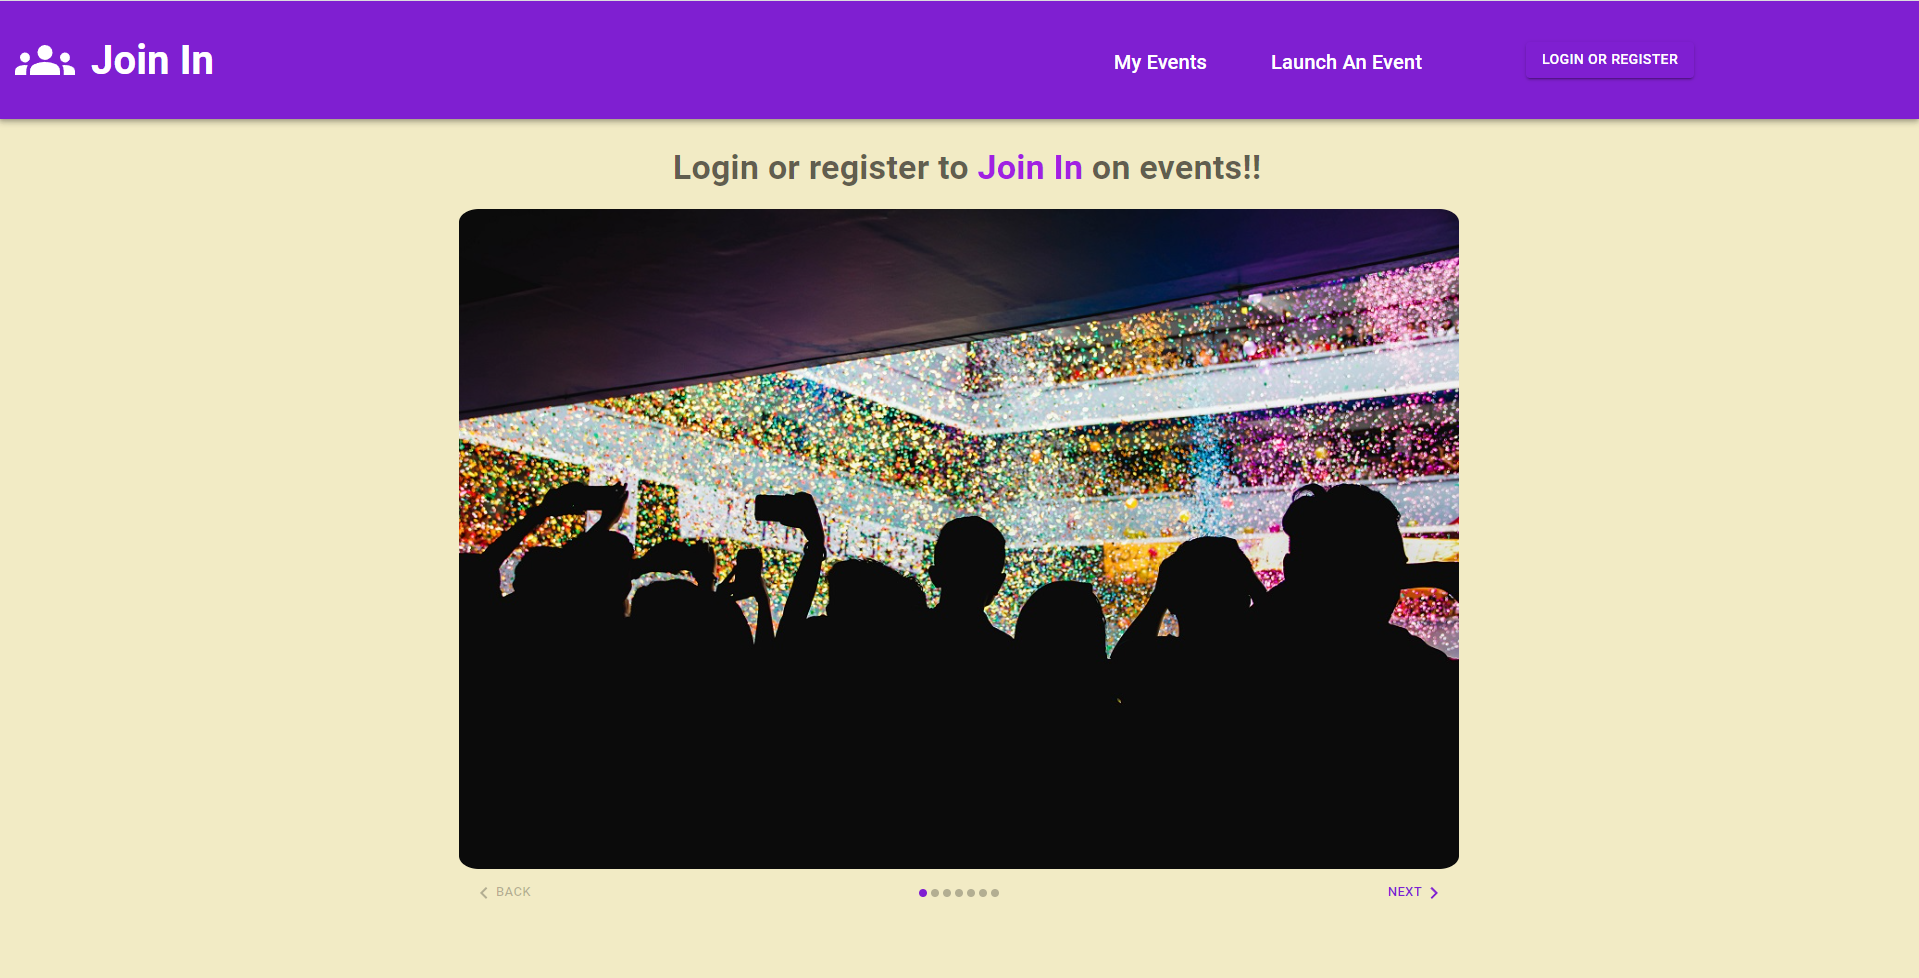 Join In
My Events
Launch An Event
LOGIN OR REGISTER
Login or register to Join In on events!!
BACK
NEXT